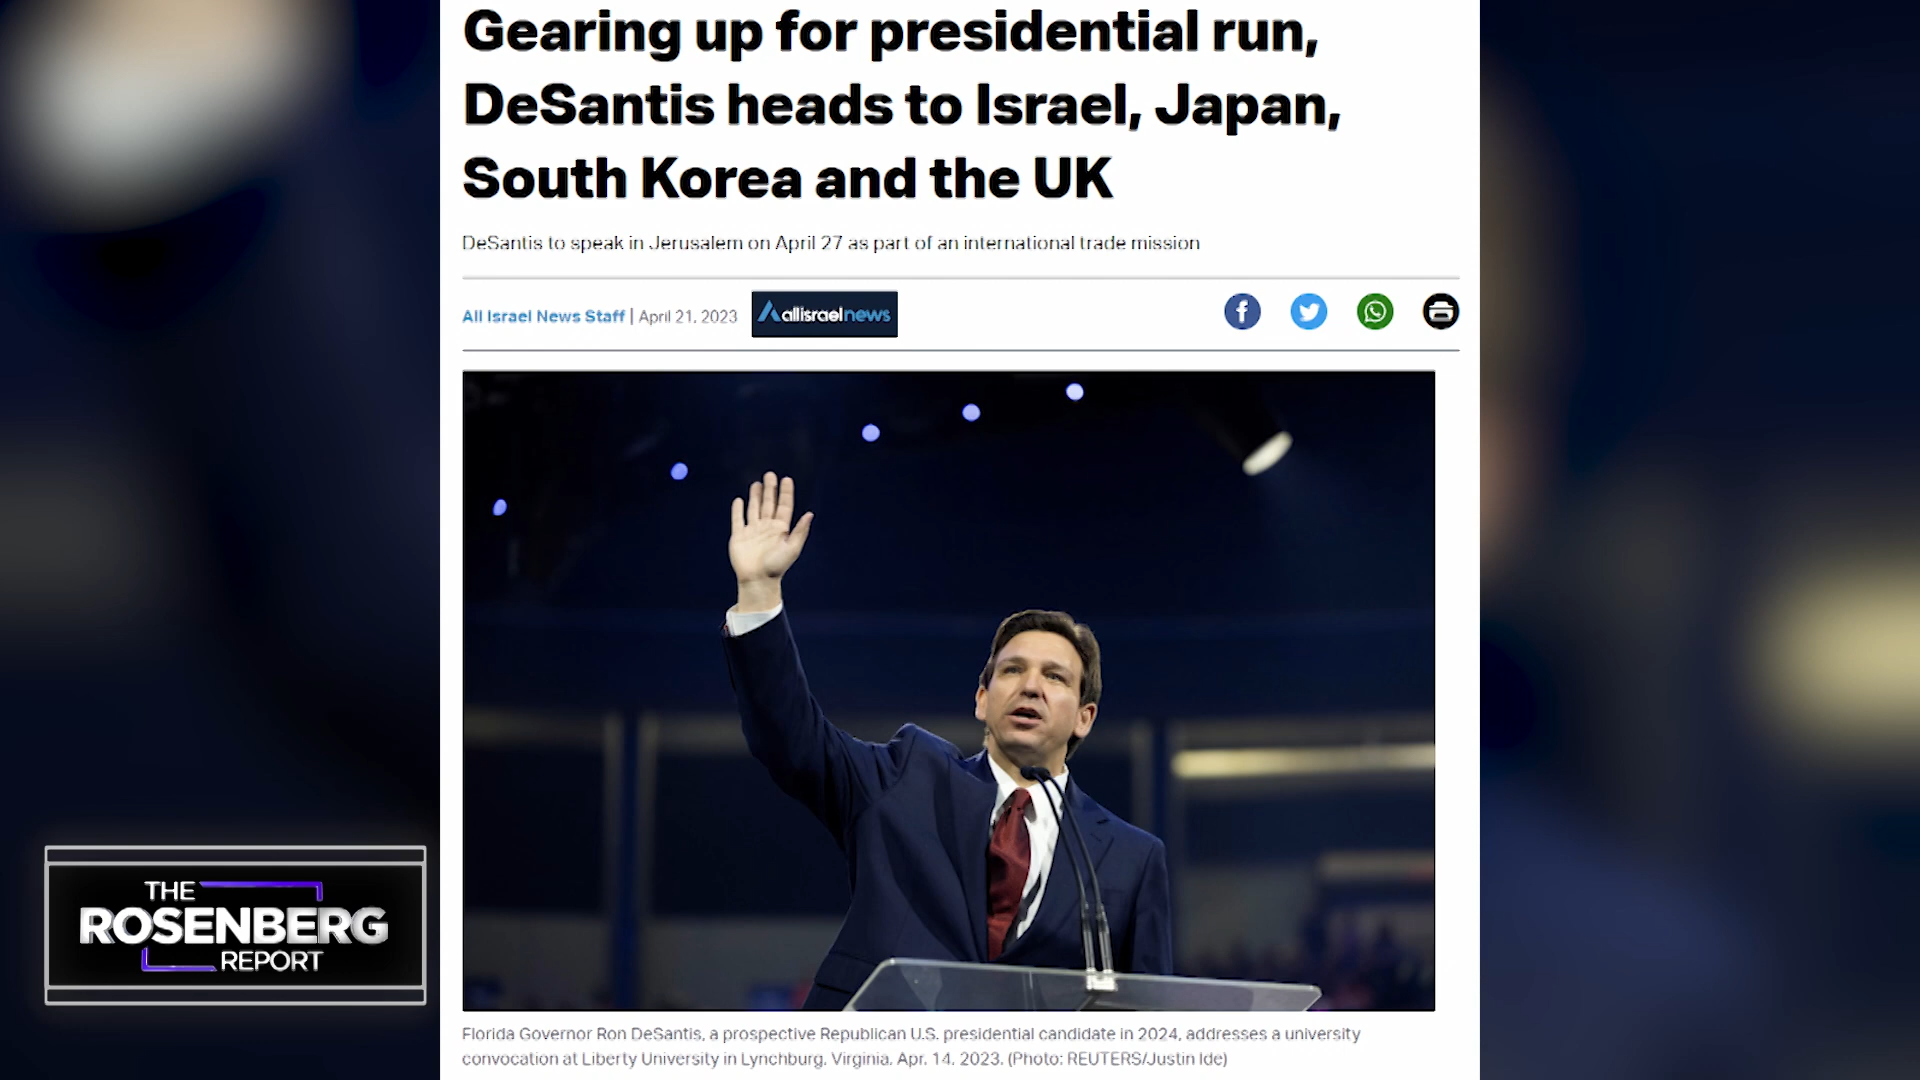 Gearing up for presidential run,
DeSantis heads to Israel, Japan,
South Korea and the UK
DeSantis to speak in Jerusalem on April 27 as part of an international trade mission
All Israel News Staff | April 21, 2023
allisraelnews
THE
ROSENBERG
REPORT
Florida Governor Ron DeSantis, a prospective Republican U.S. presidential candidate in 2024, addresses a university
convocation at Liberty University in Lynchburg, Virginia, Apr. 14, 2023. (Photo: REUTERS/Justin Ide)